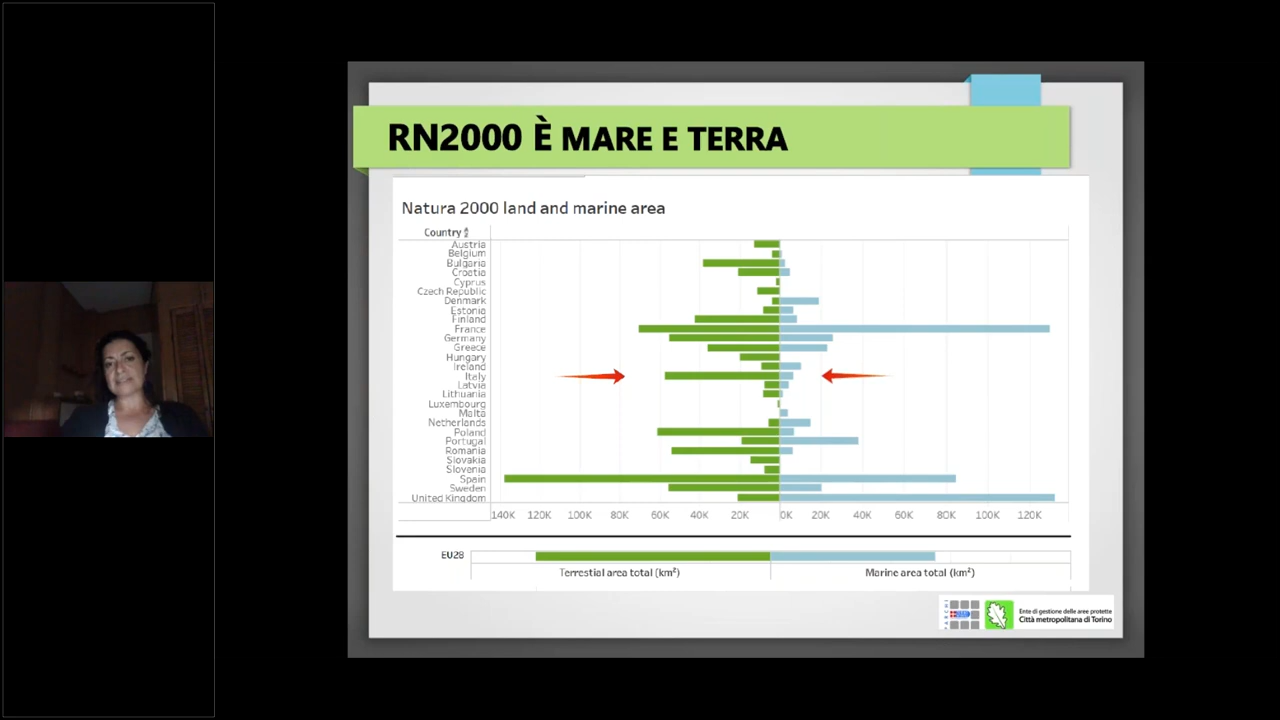 RN2000 È MARE E TERRA
Natura 2000 land and marine area
Country
Austria
Belgium
Bulgaria
Croatia
Cyprus
Czech Republic
Denmark
Estonia
Finland
France
Germany
Greece
Hungary
Ireland
Italy
Latvia
Lithuania
Luxembourg
Malta
Netherlands
Poland
Portugal
Romania
Slovakia
Slovenia
Spain
Sweden
United Kingdom
140K 120K 100K 80K 60K 40K 20K 0K 20K 40K 60K 80K 100K 120K
EU28
Terrestial area total (km²) Marine area total (km²)
Ente di gestione delle aree protette
Città metropolitana di Torino